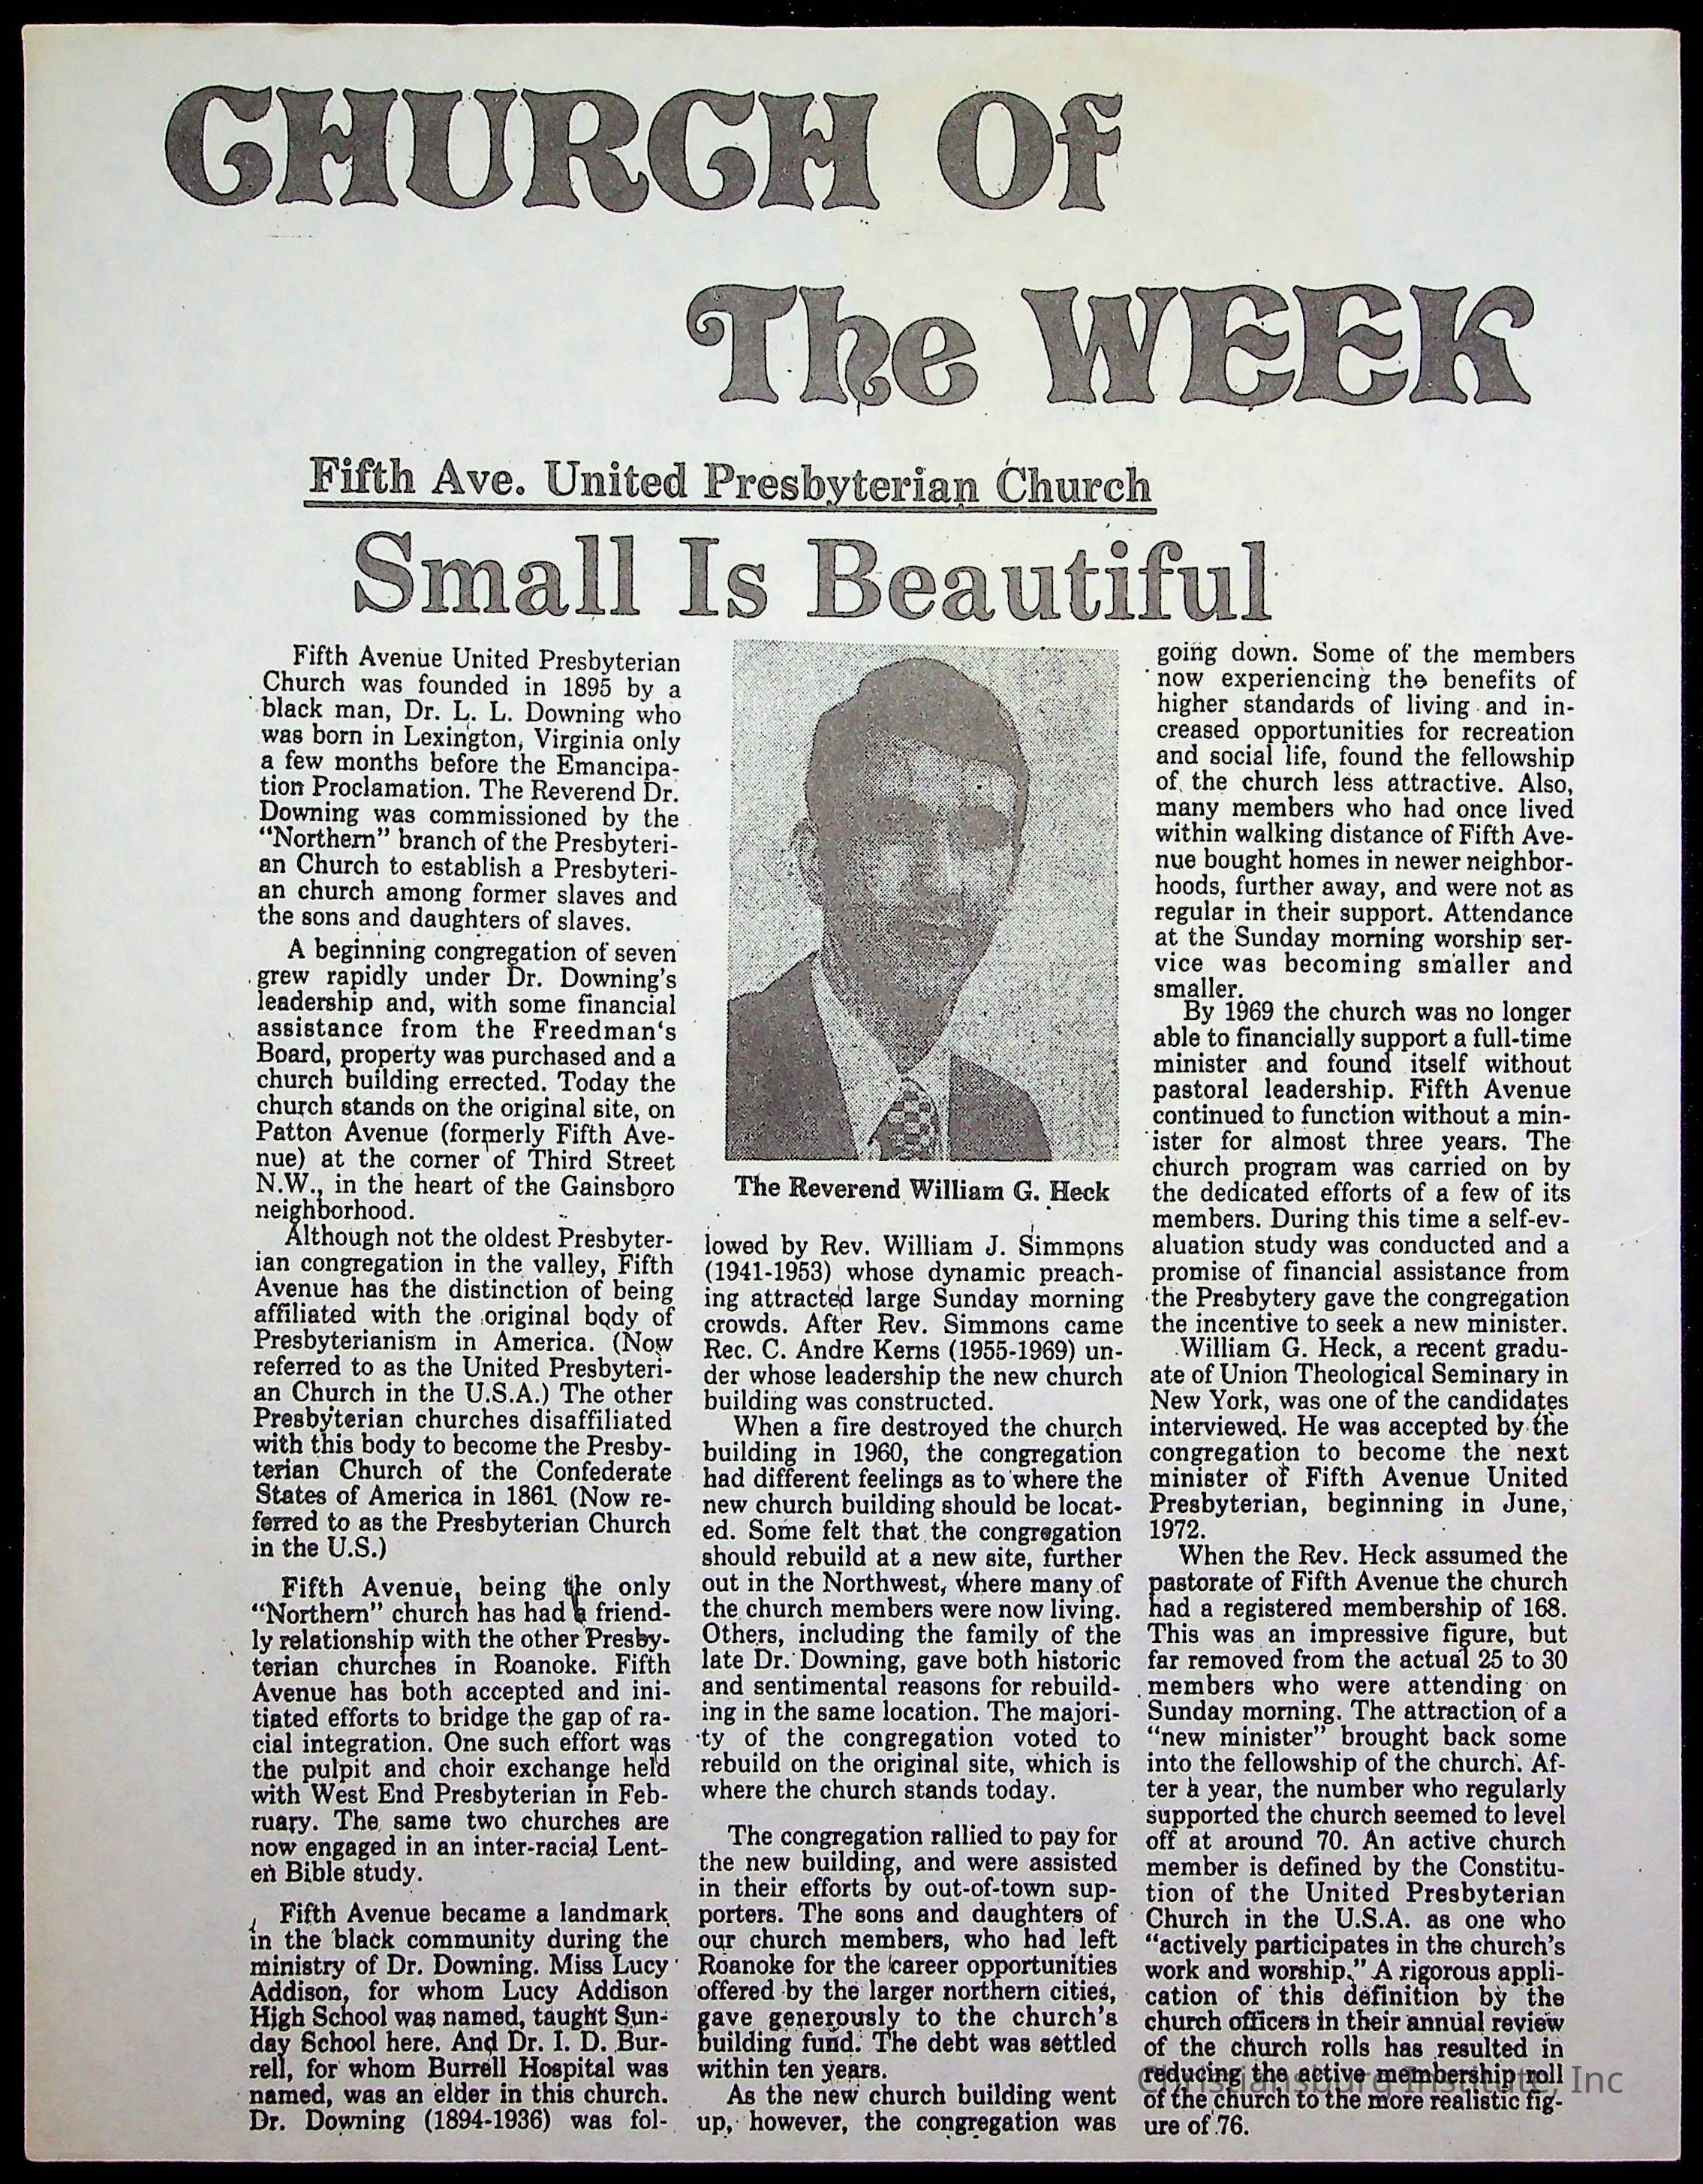 CHURCH Of
The WEEK
Fifth Ave. United Presbyterian Church
Small Is Beautiful
Fifth Avenue United Presbyterian
Church was founded in 1895 by a
black man, Dr. L. L. Downing who
was born in Lexington, Virginia only
a few months before the Emancipa-
tion Proclamation. The Reverend Dr.
Downing was commissioned by the
“Northern” branch of the Presbyteri-
an Church to establish a Presbyteri-
an church among former slaves and
the sons and daughters of slaves.
A beginning congregation of seven
grew rapidly under Dr. Downing's
leadership and, with some financial
assistance from the Freedman‘s
Board, property was purchased and a
church building errected. Today the
church stands on the original site, on
Patton Avenue (formerly Fifth Ave-
nue) at the corner of Third Street
N.W., in the heart of the Gainsboro
neighborhood.
Although not the oldest Presbyter-
ian congregation in the valley, Fifth
Avenue has the distinction of being
affiliated with the original body of
Presbyterianism in America. (Now
referred to as the United Presbyteri-
an Church in the U.S.A.) The other
Presbyterian churches disaffiliated
with this body to become the Presby-
terian Church of the Confederate
States of America in 1861 (Now re-
ferred to as the Presbyterian Church
in the U.S.)
Fifth Avenue, being the only
“Northern” church has had a friend-
ly relationship with the other Presby-
terian churches in Roanoke. Fifth
Avenue has both accepted and ini-
tiated efforts to bridge the gap of ra-
cial integration. One such effort was
the pulpit and choir exchange held
with West End Presbyterian in Feb-
ruary. The same two churches are
now engaged in an inter-racial Lent-
en Bible study.
Fifth Avenue became a landmark
in the black community during the
ministry of Dr. Downing. Miss Lucy
Addison, for whom Lucy Addison
High School was named, taught Sun-
day School here. And Dr. I. D. Bur-
rell, for whom Burrell Hospital was
named, was an elder in this church.
Dr. Downing (1894-1936) was fol-
The Reverend William G. Heck
lowed by Rev. William J. Simmons
(1941-1953) whose dynamic preach-
ing attracted large Sunday morning
crowds. After Rev. Simmons came
Rec. C. Andre Kerns (1955-1969) un-
der whose leadership the new church
building was constructed.
When a fire destroyed the church
building in 1960, the congregation
had different feelings as to where the
new church building should be locat-
ed. Some felt that the congregation
should rebuild at a new site, further
out in the Northwest, where many of
the church members were now living.
Others, including the family of the
late Dr. Downing, gave both historic
and sentimental reasons for rebuild-
ing in the same location. The majori-
ty of the congregation voted to
rebuild on the original site, which is
where the church stands today.
The congregation rallied to pay for
the new building, and were assisted
in their efforts by out-of-town sup-
porters. The sons and daughters of
our church members, who had left
Roanoke for the career opportunities
offered by the larger northern cities,
gave generously to the church's
building fund. The debt was settled
within ten years.
As the new church building went
up, however, the congregation was
going down. Some of the members
now experiencing the benefits of
higher standards of living and in-
creased opportunities for recreation
and social life, found the fellowship
of the church less attractive. Also,
many members who had once lived
within walking distance of Fifth Ave-
nue bought homes in newer neighbor-
hoods, further away, and were not as
regular in their support. Attendance
at the Sunday morning worship ser-
vice was becoming smaller and
smaller.
By 1969 the church was no longer
able to financially support a full-time
minister and found itself without
pastoral leadership. Fifth Avenue
continued to function without a min-
ister for almost three years. The
church program was carried on by
the dedicated efforts of a few of its
members. During this time a self-ev-
aluation study was conducted and a
promise of financial assistance from
the Presbytery gave the congregation
the incentive to seek a new minister.
William G. Heck, a recent gradu-
ate of Union Theological Seminary in
New York, was one of the candidates
interviewed. He was accepted by the
congregation to become the next
minister of Fifth Avenue United
Presbyterian, beginning in June,
1972.
When the Rev. Heck assumed the
pastorate of Fifth Avenue the church
had a registered membership of 168.
This was an impressive figure, but
far removed from the actual 25 to 30
members who were attending on
Sunday morning. The attraction of a
“new minister” brought back some
into the fellowship of the church. Af-
ter a year, the number who regularly
supported the church seemed to level
off at around 70. An active church
member is defined by the Constitu-
tion of the United Presbyterian
Church in the U.S.A. as one who
“actively participates in the church's
work and worship.” A rigorous appli-
cation of this definition by the
church officers in their annual review
of the church rolls has resulted in
reducing the active membership roll
of the church to the more realistic fig-
ure of 76.
Christiansburg Institute, Inc